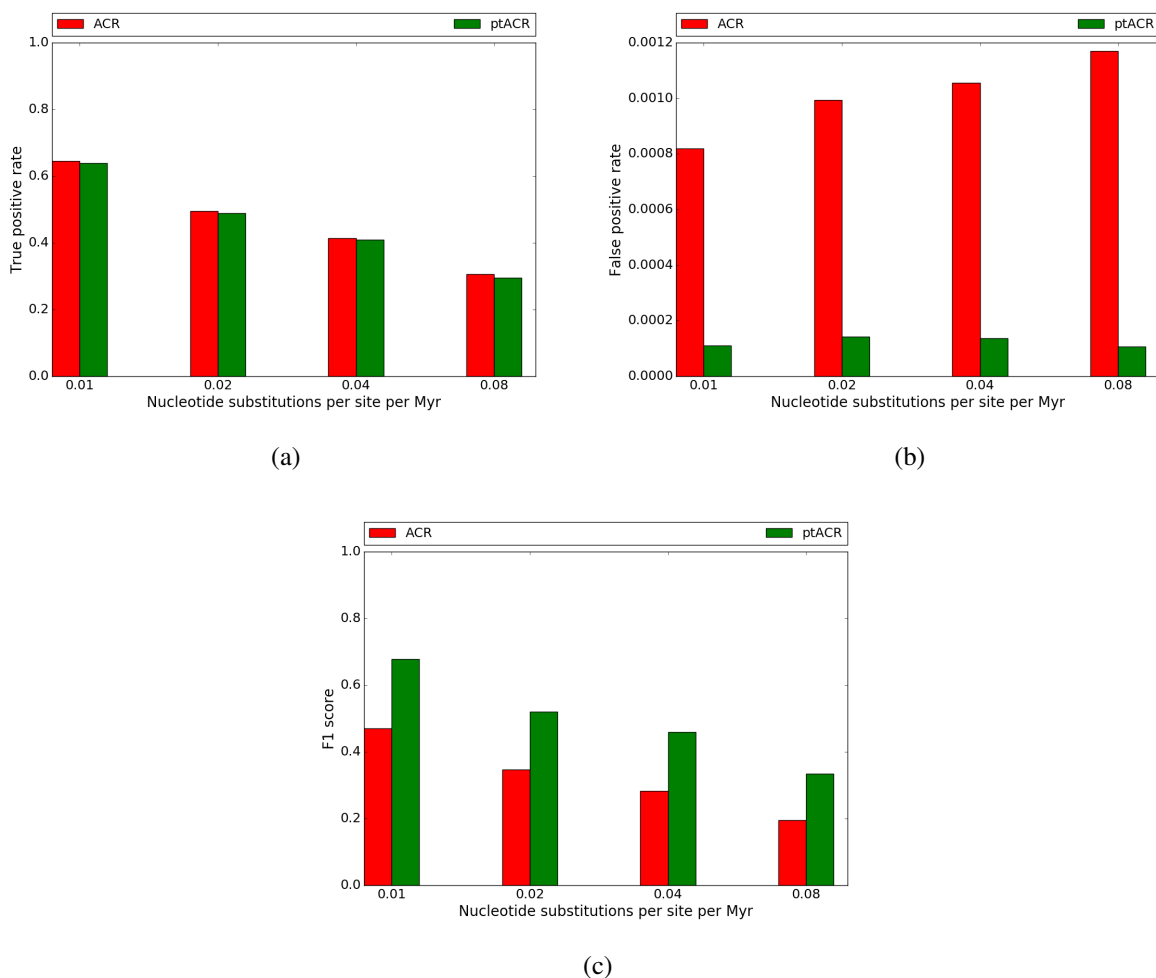 ACR ptACR
1.0
0.8
0.6
0.4
0.2
0.0
True positive rate
0.01 0.02 0.04 0.08
Nucleotide substitutions per site per Myr
(a)
ACR ptACR
0.0012
0.0010
0.0008
0.0006
0.0004
0.0002
0.0000
False positive rate
0.01 0.02 0.04 0.08
Nucleotide substitutions per site per Myr
(b)
ACR ptACR
1.0
0.8
0.6
0.4
0.2
0.0
F1 score
0.01 0.02 0.04 0.08
Nucleotide substitutions per site per Myr
(c)